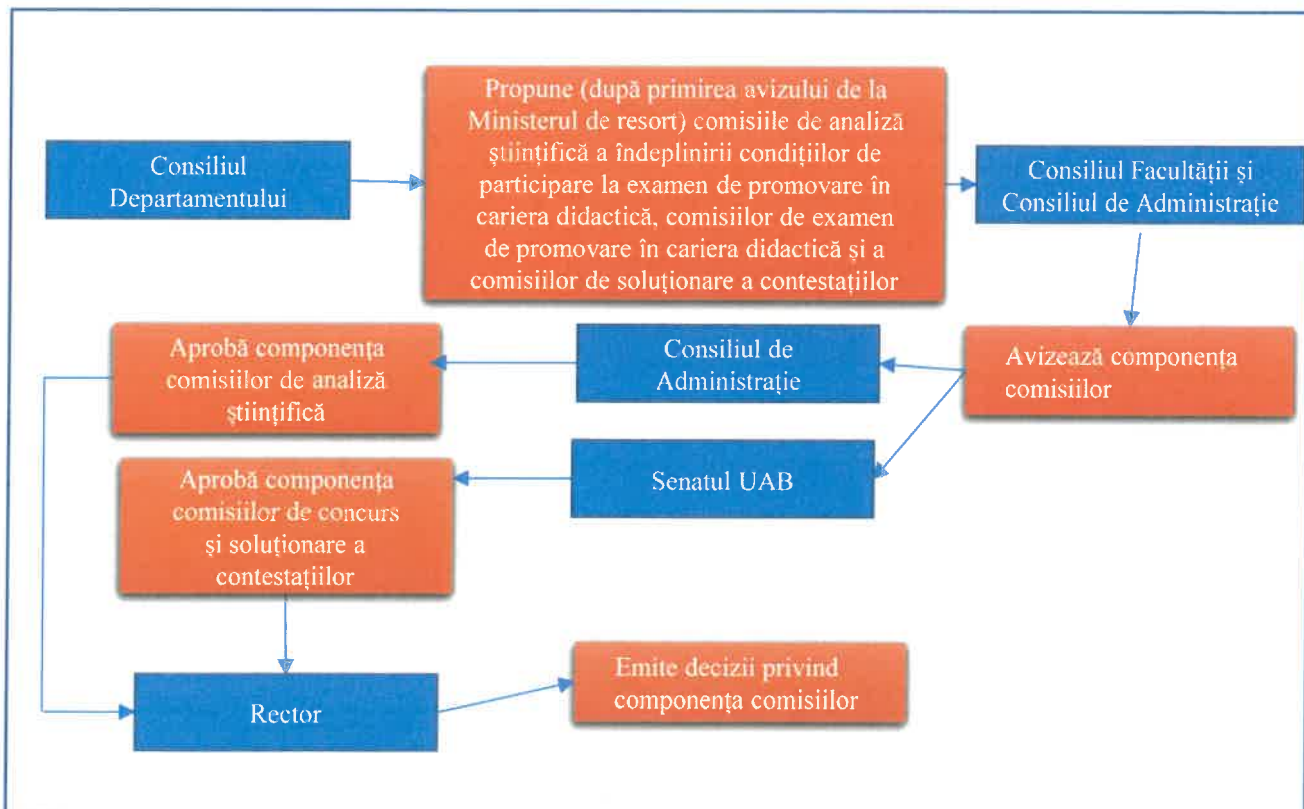 Consiliul
Departamentului
Propune (după primirea avizului de la
Ministerul de resort) comisiile de analiză
științifică a îndeplinirii condițiilor de
participare la examen de promovare în
cariera didactică, comisiilor de examen
de promovare în cariera didactică și a
comisiilor de soluționare a contestațiilor
Consiliul Facultății și
Consiliul de Administrație
Aprobă componența
comisiilor de analiză
științifică
Consiliul de
Administrație
Avizează componența
comisiilor
Aprobă componența
comisiilor de concurs
și soluționare a
contestațiilor
Senatul UAB
Rector
Emite decizii privind
componența comisiilor